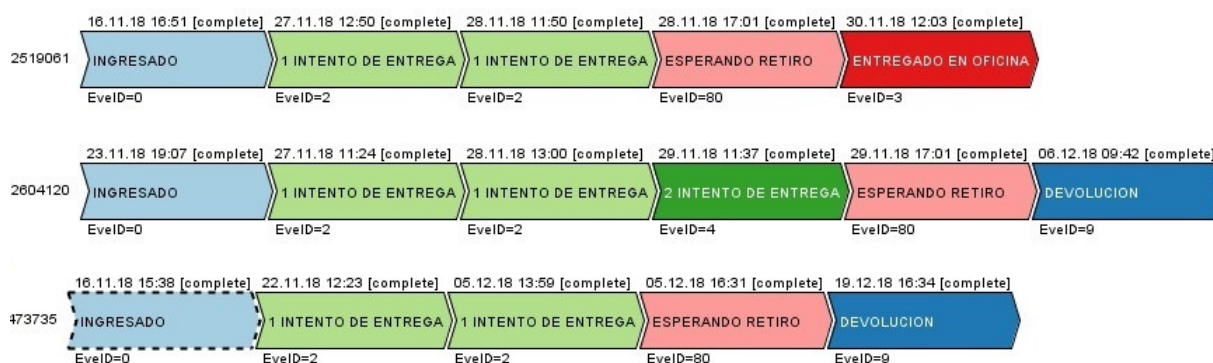 16.11.18 16:51 [complete] 27.11.18 12:50 [complete] 28.11.18 11:50 [complete] 28.11.18 17:01 [complete] 30.11.18 12:03 [complete]
2519061 INGRESADO 1 INTENTO DE ENTREGA 1 INTENTO DE ENTREGA ESPERANDO RETIRO ENTREGADO EN OFICINA
EveID=0 EveID=2 EveID=2 EveID=80 EveID=3
23.11.18 19:07 [complete] 27.11.18 11:24 [complete] 28.11.18 13:00 [complete] 29.11.18 11:37 [complete] 29.11.18 17:01 [complete] 06.12.18 09:42 [complete]
2604120 INGRESADO 1 INTENTO DE ENTREGA 1 INTENTO DE ENTREGA 2 INTENTO DE ENTREGA ESPERANDO RETIRO DEVOLUCION
EveID=0 EveID=2 EveID=2 EveID=4 EveID=80 EveID=9
16.11.18 15:38 [complete] 22.11.18 12:23 [complete] 05.12.18 13:59 [complete] 05.12.18 16:31 [complete] 19.12.18 16:34 [complete]
473735 INGRESADO 1 INTENTO DE ENTREGA 1 INTENTO DE ENTREGA ESPERANDO RETIRO DEVOLUCION
EveID=0 EveID=2 EveID=2 EveID=80 EveID=9